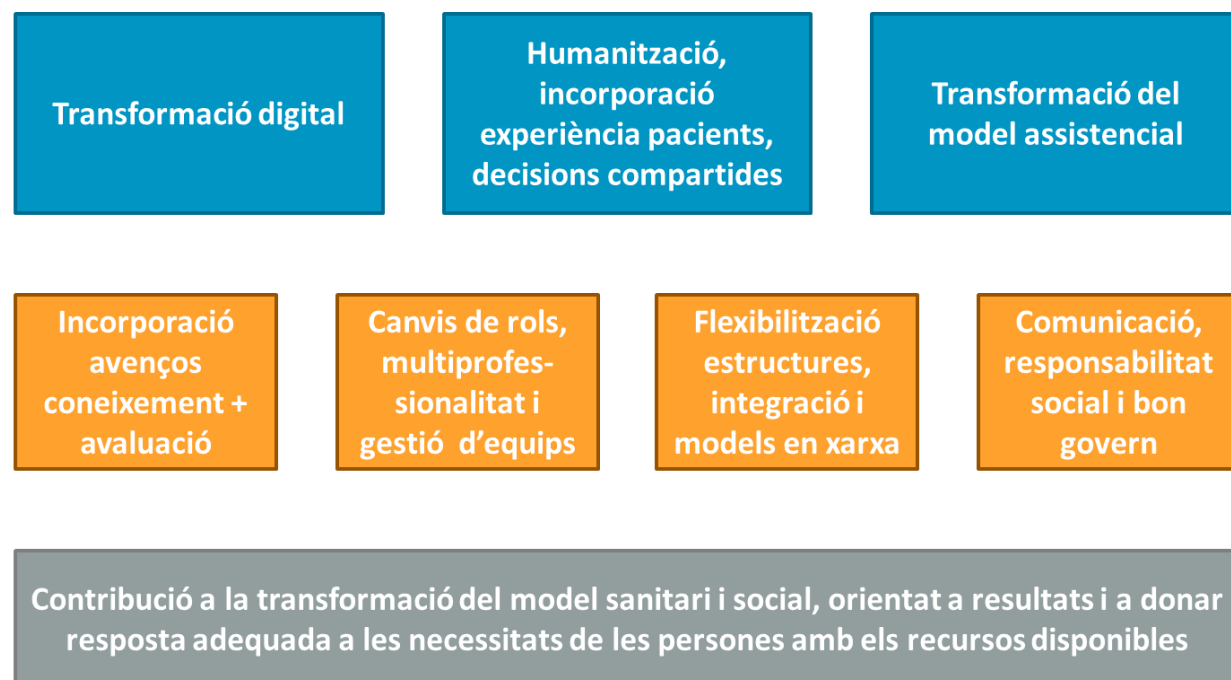 Transformació digital
Humanització,
incorporació
experiència pacients,
decisions compartides
Transformació del
model assistencial
Incorporació
avenços
coneixement +
avaluació
Canvis de rols,
multiprofes-
sionalitat i
gestió  d’equips
Flexibilització
estructures,
integració i
models en xarxa
Comunicació,
responsabilitat
social i bon
govern
Contribució a la transformació del model sanitari i social, orientat a resultats i a donar
resposta adequada a les necessitats de les persones amb els recursos disponibles